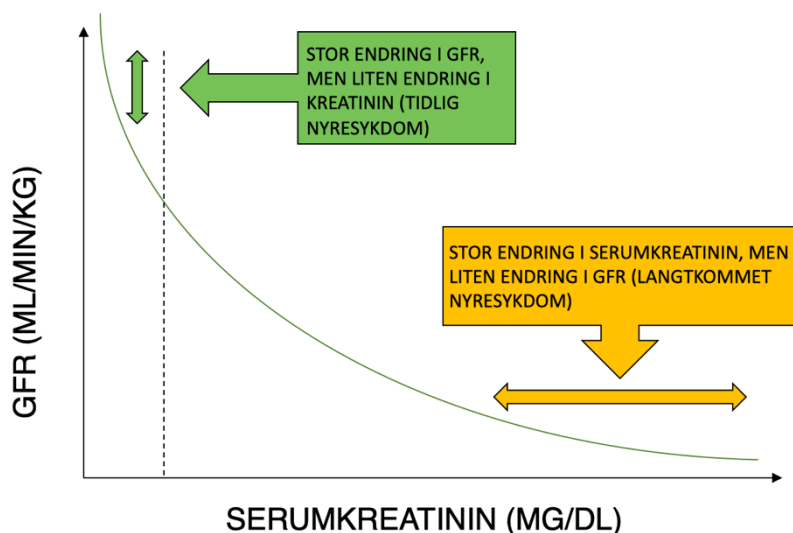 STOR ENDRING I GFR,
MEN LITEN ENDRING I
KREATININ (TIDLIG
NYRESYKDOM)
STOR ENDRING I SERUMKREATININ, MEN
LITEN ENDRING I GFR (LANGTKOMMET
NYRESYKDOM)
GFR (ML/MIN/KG)
SERUMKREATININ (MG/DL)